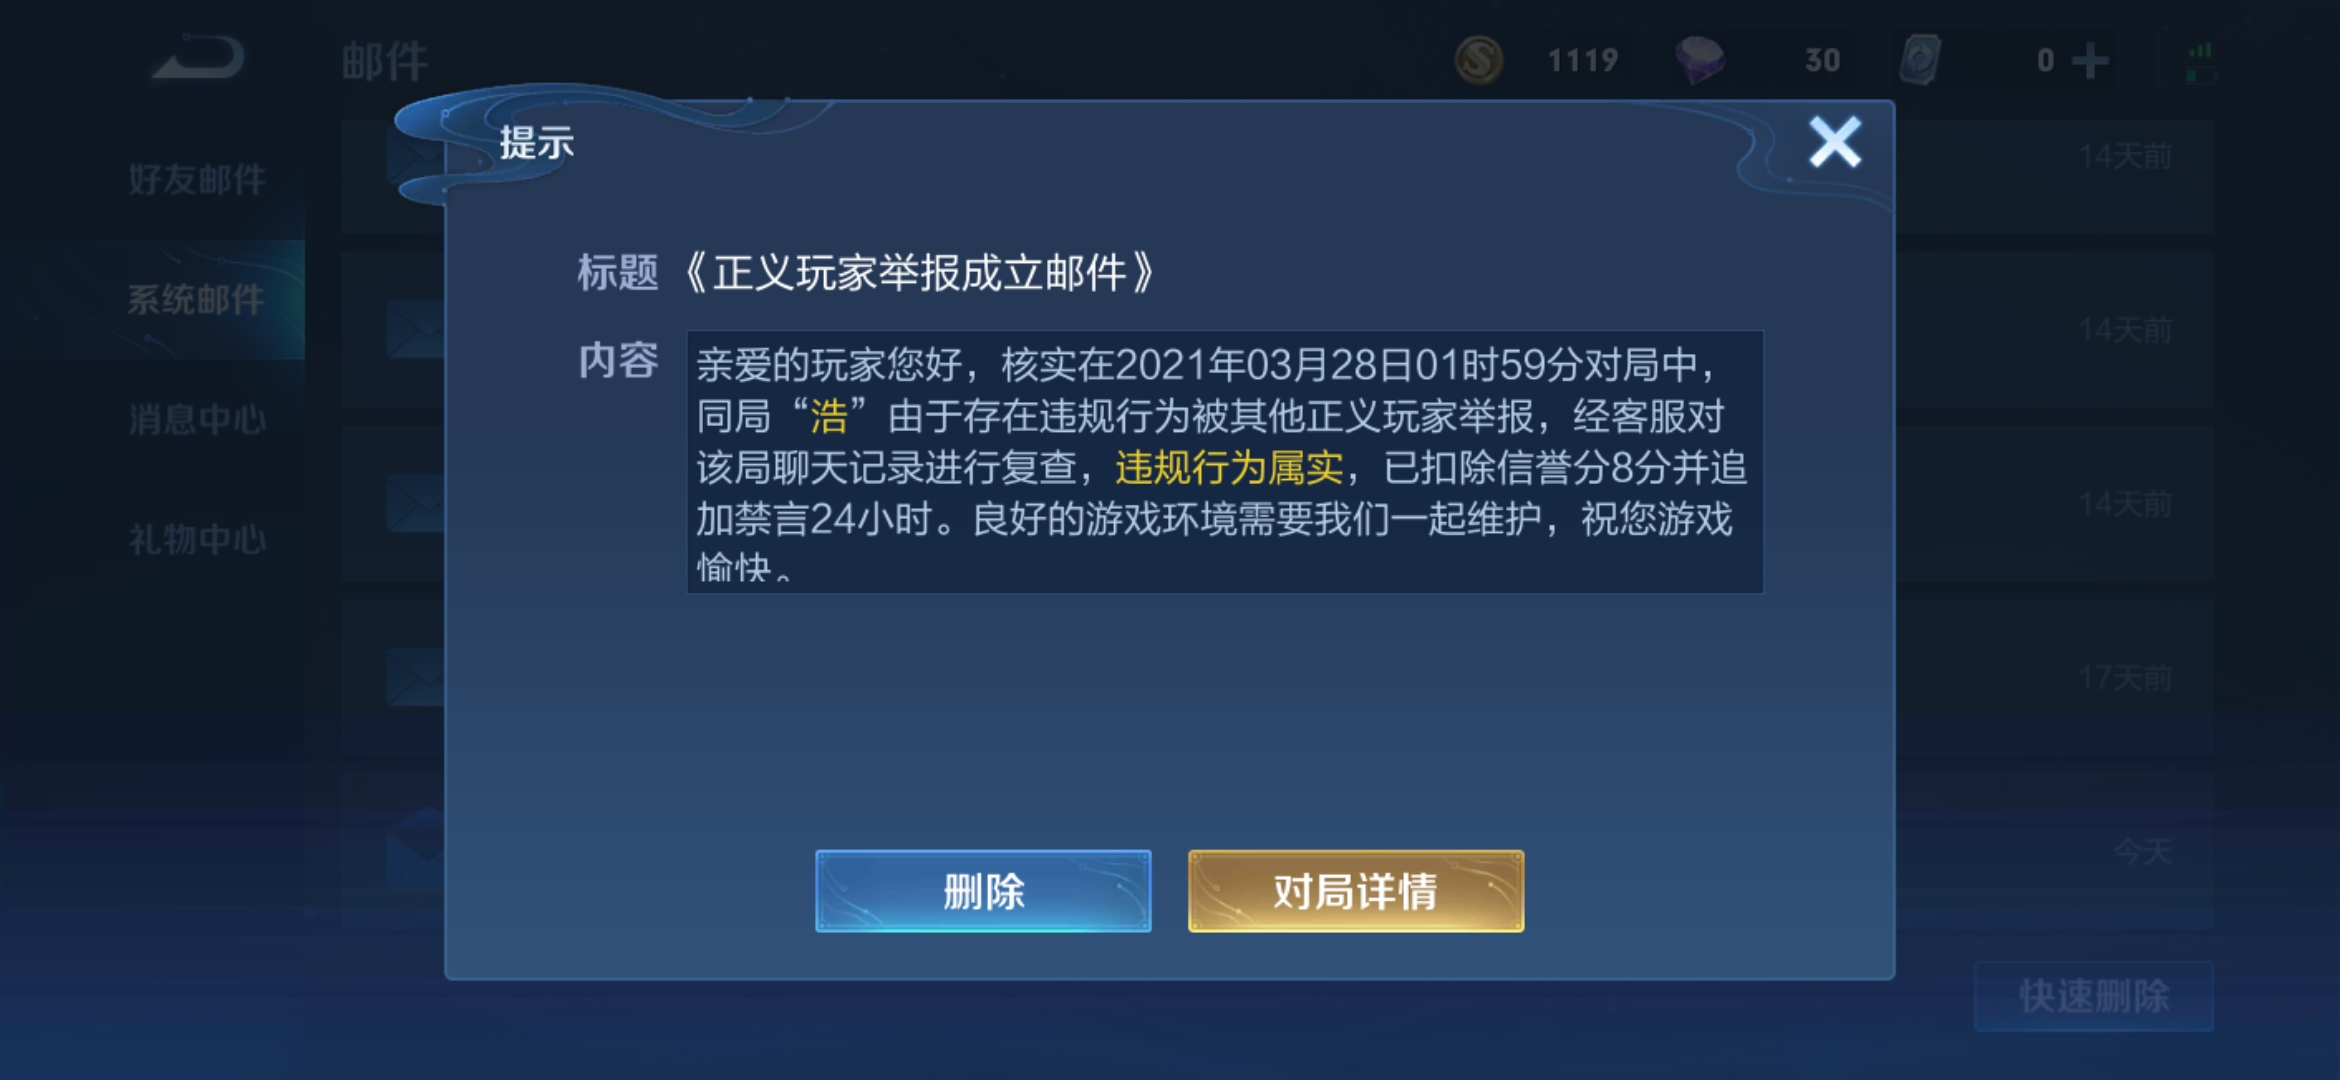 邮件
1119
30
0
提示
14天前
好友邮件
标题 《正义玩家举报成立邮件》
系统邮件
14天前
内容
亲爱的玩家您好，核实在2021年03月28日01时59分对局中，
同局“浩”由于存在违规行为被其他正义玩家举报，经客服对
该局聊天记录进行复查，违规行为属实，已扣除信誉分8分并追
加禁言24小时。良好的游戏环境需要我们一起维护，祝您游戏
愉快。
消息中心
14天前
礼物中心
17天前
今天
删除
对局详情
快速删除